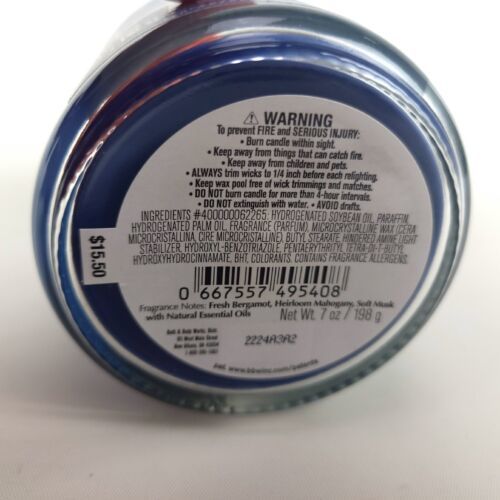 ⚠ WARNING
To prevent FIRE and SERIOUS INJURY:
• Burn candle within sight.
• Keep away from things that can catch fire.
• Keep away from children and pets.
• ALWAYS trim wicks to 1/4 inch before each relighting.
• Keep wax pool free of wick trimmings and matches.
• DO NOT burn candle for more than 4-hour intervals.
• DO NOT extinguish with water. • AVOID drafts.
INGREDIENTS #400000062265: HYDROGENATED SOYBEAN OIL, PARAFFIN,
HYDROGENATED PALM OIL, FRAGRANCE (PARFUM), MICROCRYSTALLINE WAX (CERA
MICROCRISTALLINA, CIRE MICROCRISTALLINE), BUTYL STEARATE, HINDERED AMINE LIGHT
STABILIZER, HYDROXYL-BENZOTRIAZOLE, PENTAERYTHRITYL TETRA-DI-T-BUTYL
HYDROXYHYDROCINNAMATE, BHT, COLORANTS. CONTAINS FRAGRANCE ALLERGENS.
$15.50
0 667557 495408
Fragrance Notes: Fresh Bergamot, Heirloom Mahogany, Soft Musk
with Natural Essential Oils
Net Wt. 7 oz / 198 g
Bath & Body Works, Distr.
2224A3A2
Pat. www.bbwinc.com/patents